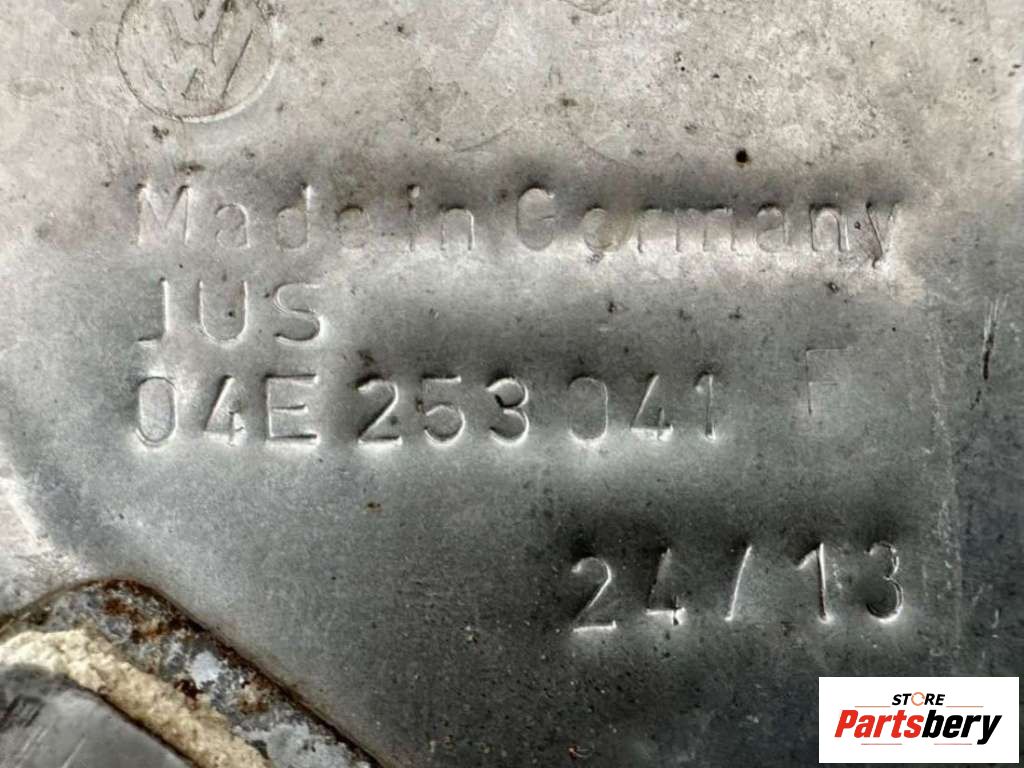 Made in Germany
JUS
04E 253 041 F
24/13
STORE
Partsbery